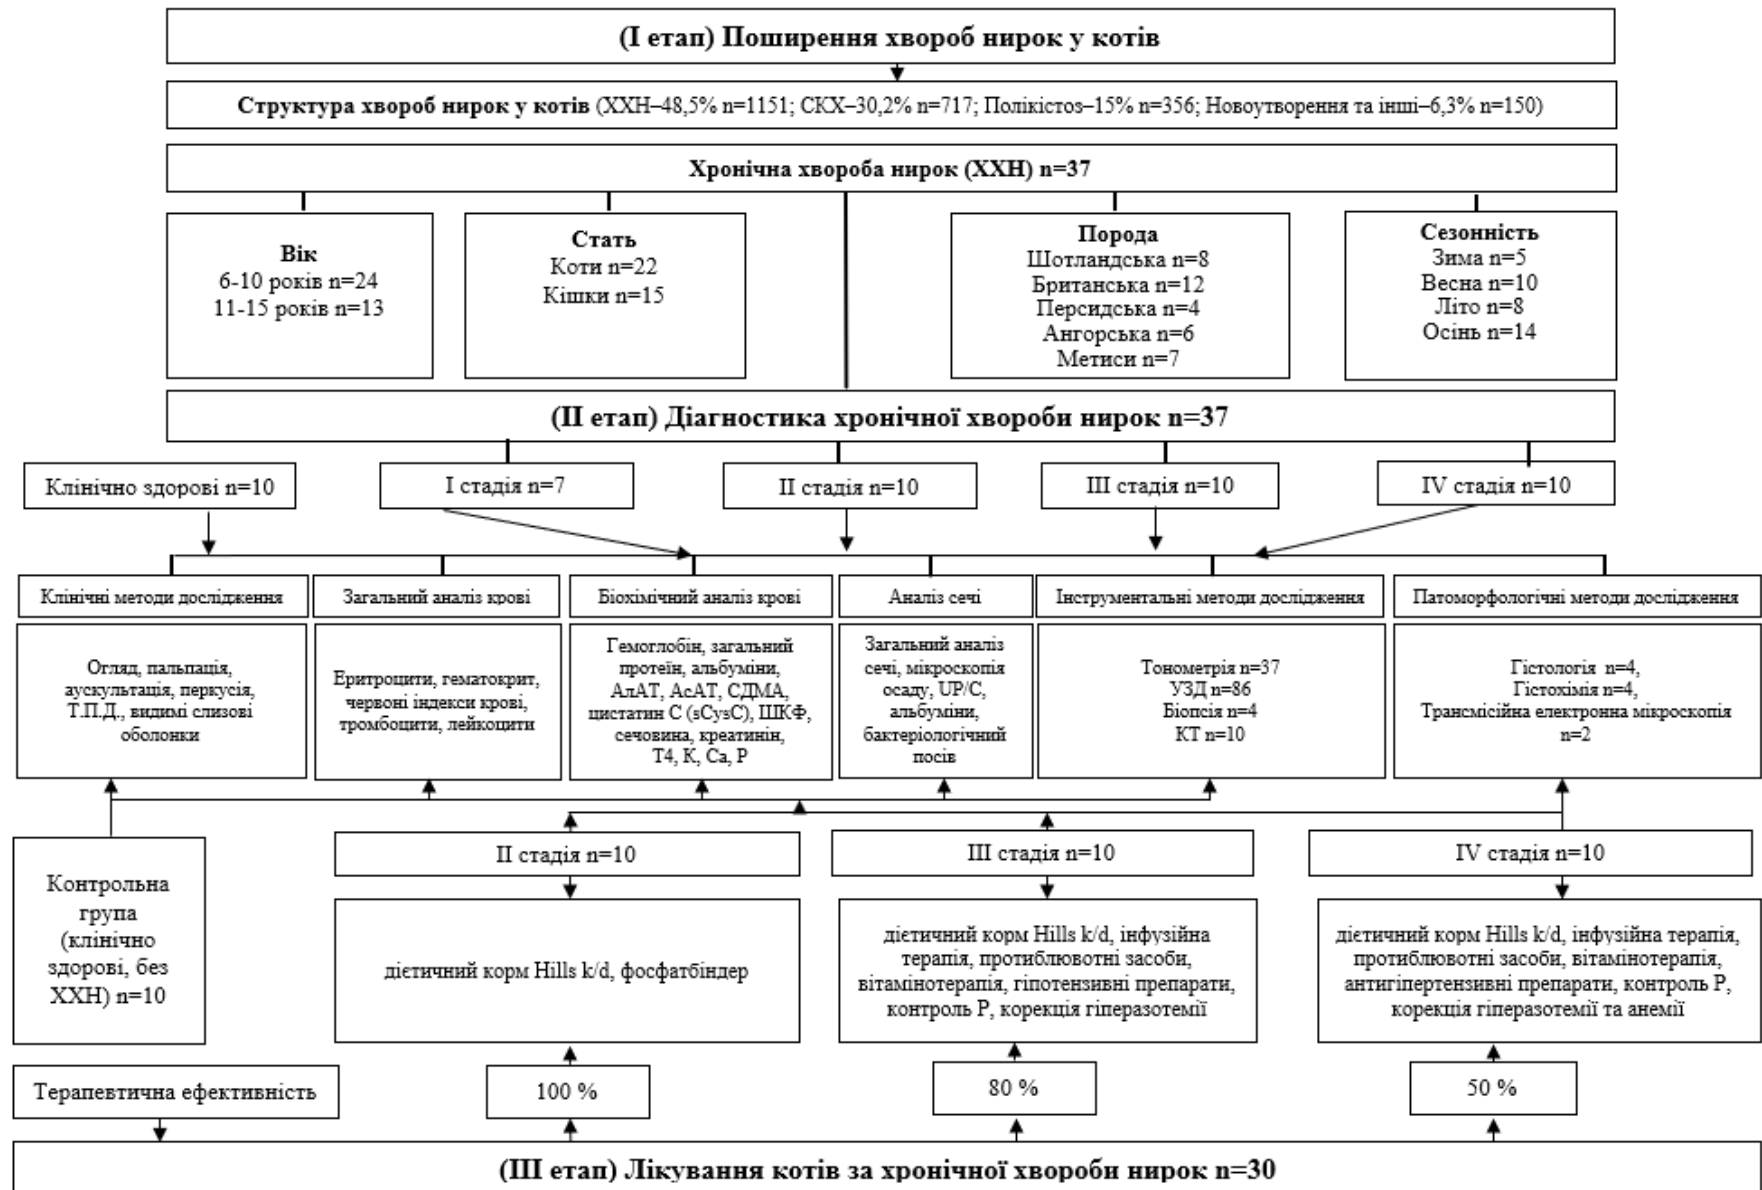 (І етап) Поширення хвороб нирок у котів
Структура хвороб нирок у котів (ХХН–48,5% n=1151; СКХ–30,2% n=717; Полікістоз–15% n=356; Новоутворення та інші–6,3% n=150)
Хронічна хвороба нирок (ХХН) n=37
Вік
6-10 років n=24
11-15 років n=13
Стать
Коти n=22
Кішки n=15
Порода
Шотландська n=8
Британська n=12
Персидська n=4
Ангорська n=6
Метиси n=7
Сезонність
Зима n=5
Весна n=10
Літо n=8
Осінь n=14
(ІІ етап) Діагностика хронічної хвороби нирок n=37
Клінічно здорові n=10
І стадія n=7
ІІ стадія n=10
ІІІ стадія n=10
IV стадія n=10
Клінічні методи дослідження
Загальний аналіз крові
Біохімічний аналіз крові
Аналіз сечі
Інструментальні методи дослідження
Патоморфологічні методи дослідження
Огляд, пальпація,
аускультація, перкусія,
Т.П.Д., видимі слизові
оболонки
Еритроцити, гематокрит,
червоні індекси крові,
тромбоцити, лейкоцити
Гемоглобін, загальний
протеїн, альбуміни,
АлАТ, АсАТ, СДМА,
цистатин С (sCysC), ШКФ,
сечовина, креатинін,
Т4, К, Са, Р
Загальний аналіз
сечі, мікроскопія
осаду, UP/C,
альбуміни,
бактеріологічний
посів
Тонометрія n=37
УЗД n=86
Біопсія n=4
КТ n=10
Гістологія n=4,
Гістохімія n=4,
Трансмісійна електронна мікроскопія
n=2
Контрольна
група
(клінічно
здорові, без
ХХН) n=10
ІІ стадія n=10
ІІІ стадія n=10
IV стадія n=10
дієтичний корм Hills k/d, фосфатбіндер
дієтичний корм Hills k/d, інфузійна
терапія, протиблювотні засоби,
вітамінотерапія, гіпотензивні препарати,
контроль Р, корекція гіперазотемії
дієтичний корм Hills k/d, інфузійна терапія,
протиблювотні засоби, вітамінотерапія,
антигіпертензивні препарати, контроль Р,
корекція гіперазотемії та анемії
Терапевтична ефективність
100 %
80 %
50 %
(ІІІ етап) Лікування котів за хронічної хвороби нирок n=30